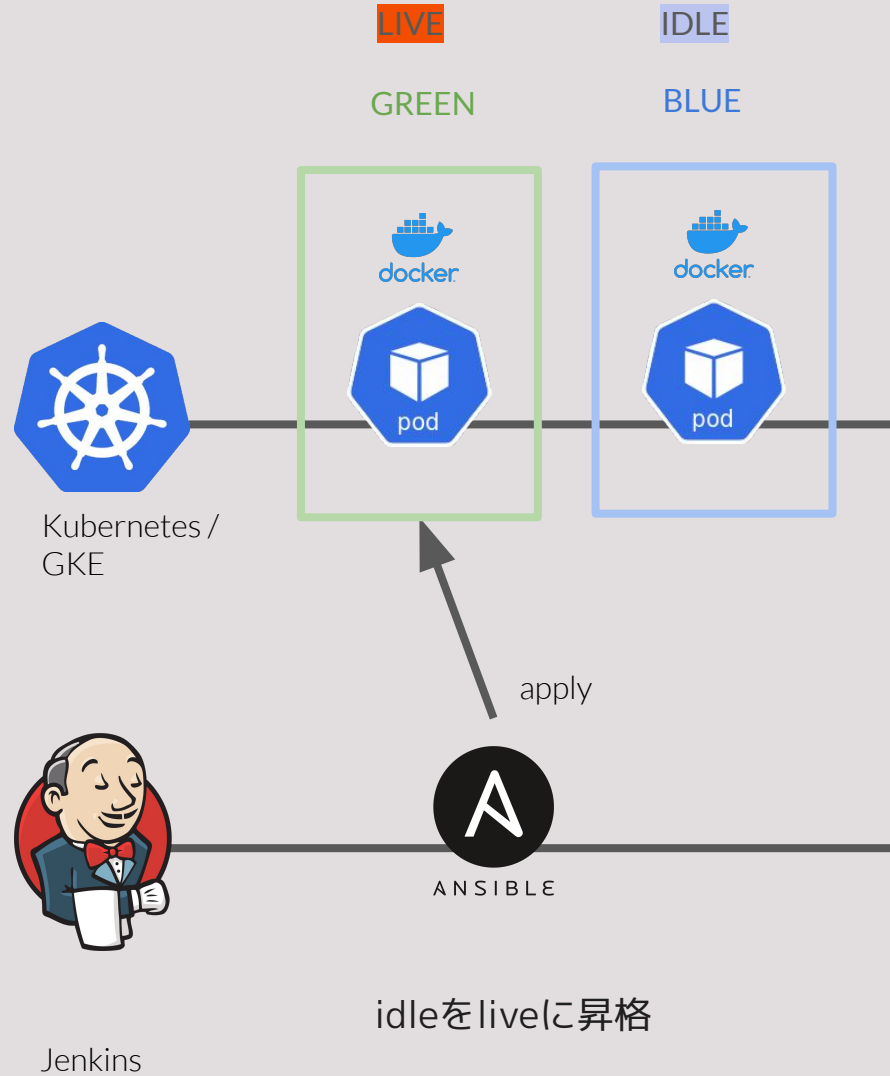 LIVE
IDLE
GREEN
BLUE
docker
docker
pod
pod
Kubernetes /
GKE
apply
ANSIBLE
idleをliveに昇格
Jenkins